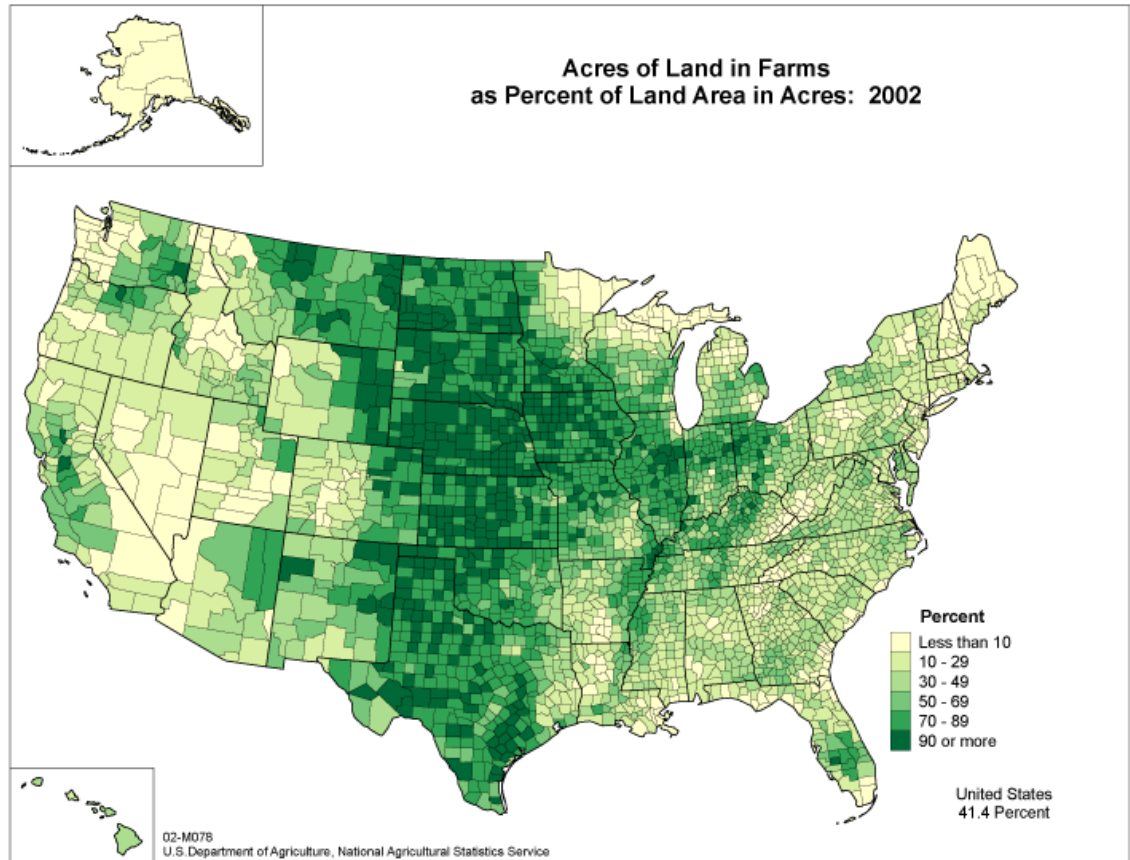 Acres of Land in Farms
as Percent of Land Area in Acres: 2002
Percent
Less than 10
10 - 29
30 - 49
50 - 69
70 - 89
90 or more
United States
41.4 Percent
02-M078
U.S.Department of Agriculture, National Agricultural Statistics Service